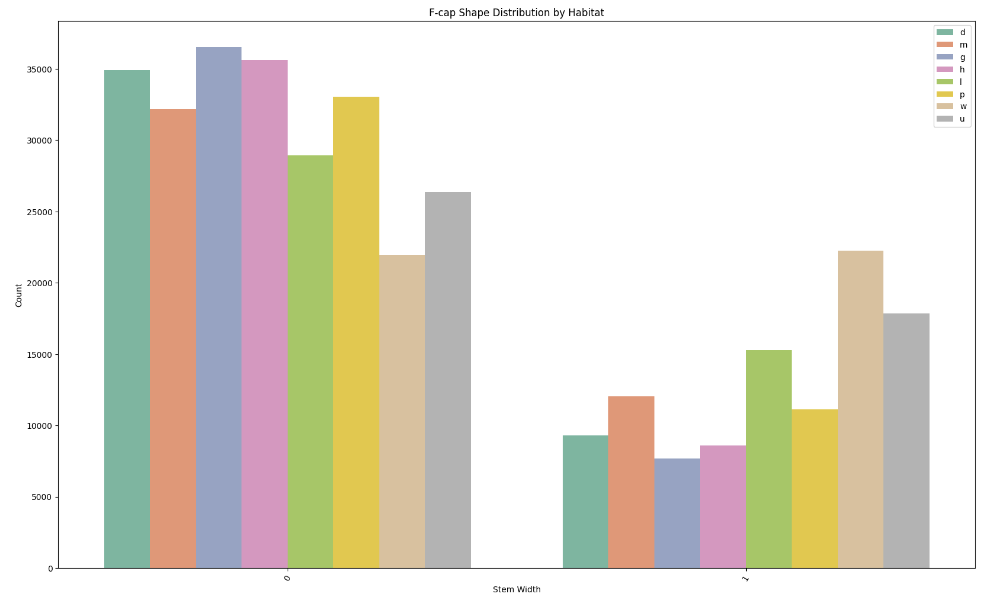 F-cap Shape Distribution by Habitat
d
m
g
h
l
p
w
u
35000
30000
25000
20000
15000
10000
5000
0
Count
0
1
Stem Width